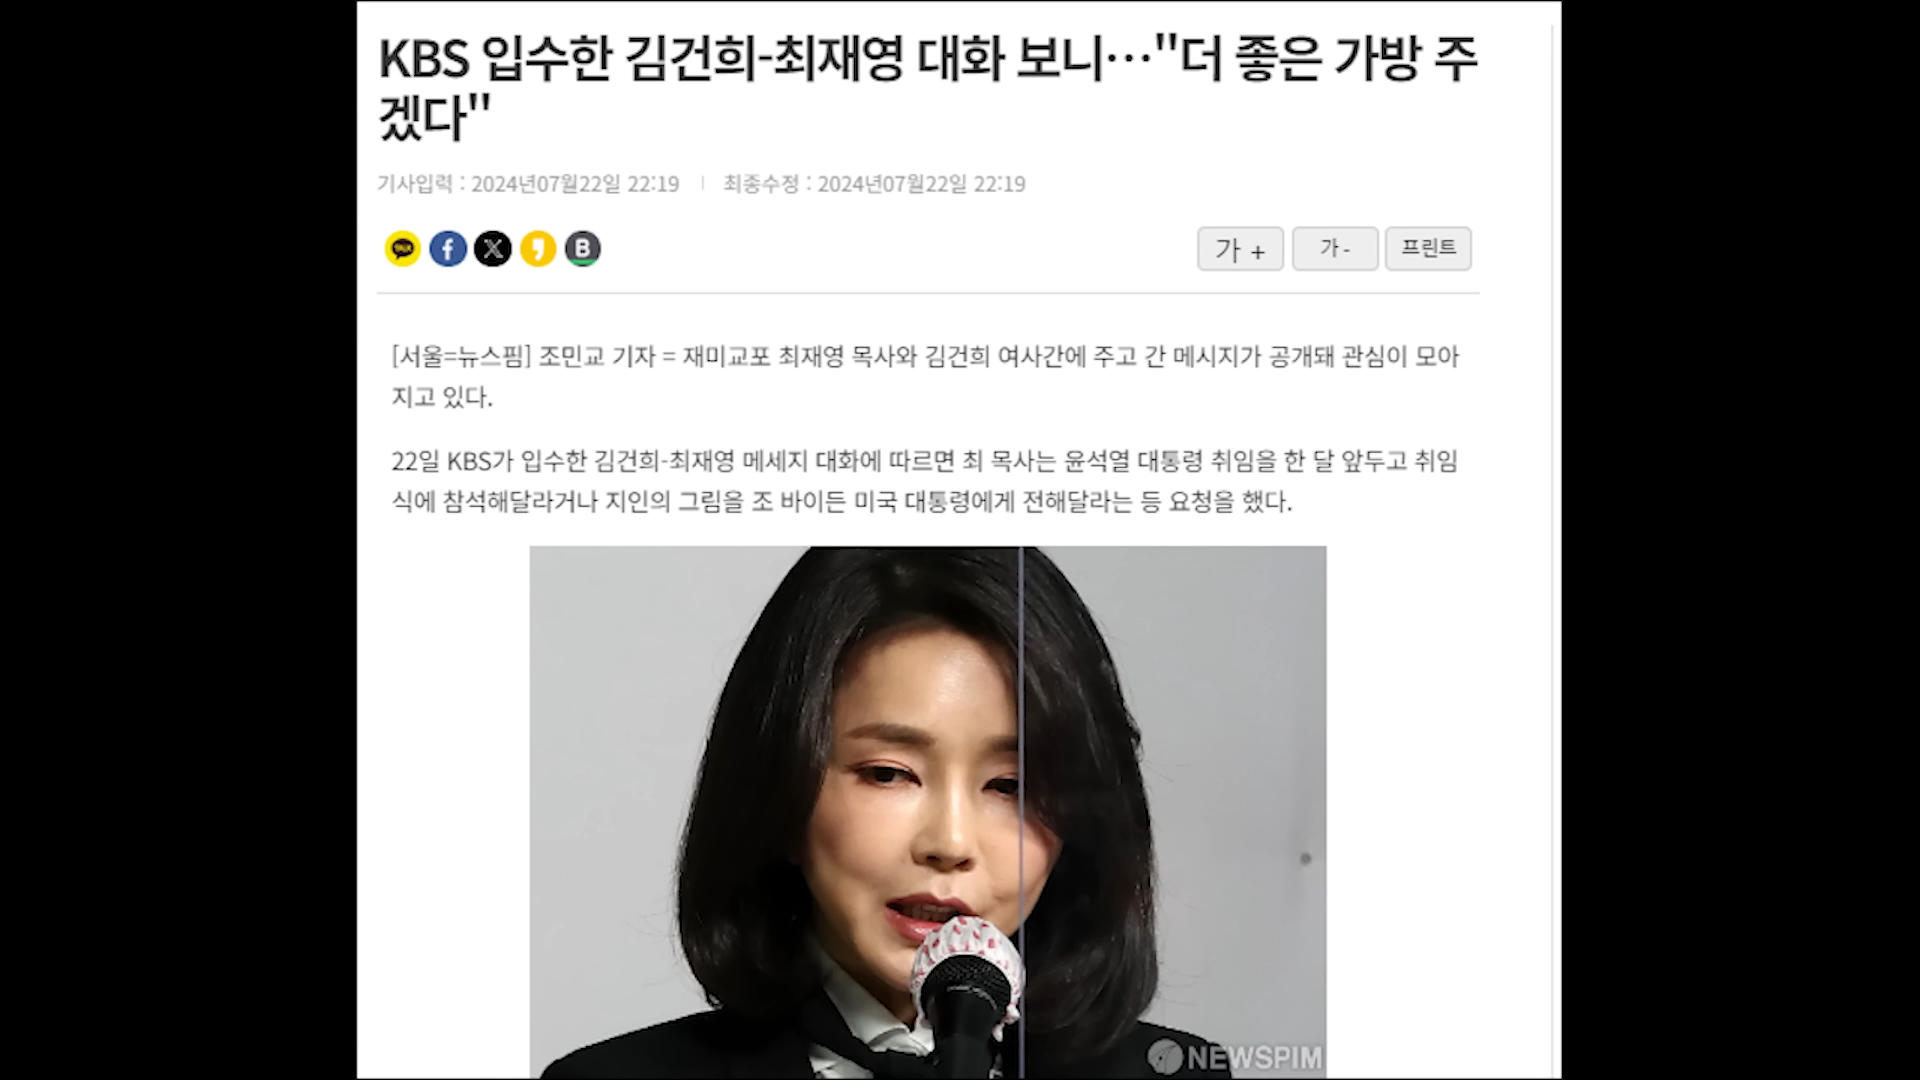 KBS 입수한 김건희-최재영 대화 보니…"더 좋은 가방 주
겠다"
기사입력 : 2024년07월22일 22:19 | 최종수정 : 2024년07월22일 22:19
TALK f X B
가 + 가 - 프린트
[서울=뉴스핌] 조민교 기자 = 재미교포 최재영 목사와 김건희 여사간에 주고 간 메시지가 공개돼 관심이 모아
지고 있다.
22일 KBS가 입수한 김건희-최재영 메세지 대화에 따르면 최 목사는 윤석열 대통령 취임을 한 달 앞두고 취임
식에 참석해달라거나 지인의 그림을 조 바이든 미국 대통령에게 전해달라는 등 요청을 했다.
NEWSPIM